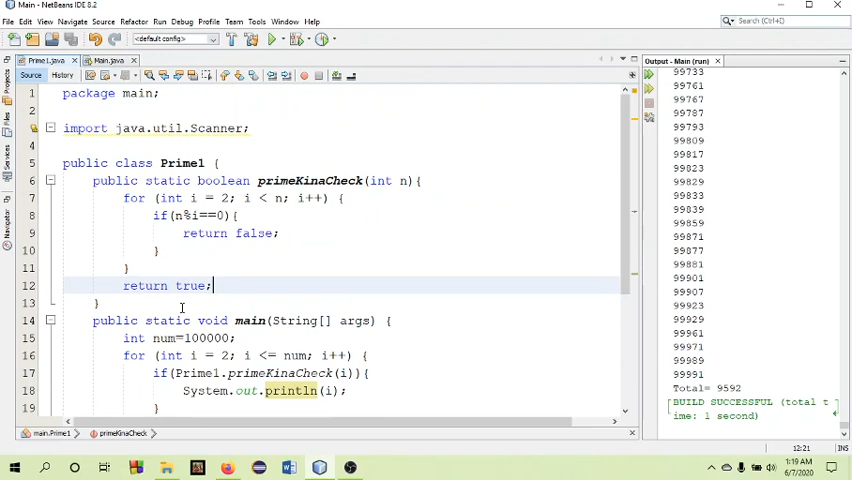 Main - NetBeans IDE 8.2
File Edit View Navigate Source Refactor Run Debug Profile Team Tools Window Help
Search (Ctrl+I)
<default config>
Prime1.java Main.java
Output - Main (run)
Source History
1 package main;
2
3 import java.util.Scanner;
4
5 public class Prime1 {
6 public static boolean primeKinaCheck(int n){
7 for (int i = 2; i < n; i++) {
8 if(n%i==0){
9 return false;
10 }
11 }
12 return true;
13 }
14 public static void main(String[] args) {
15 int num=100000;
16 for (int i = 2; i <= num; i++) {
17 if(Prime1.primeKinaCheck(i)){
18 System.out.println(i);
19 }
99733
99761
99767
99787
99793
99809
99817
99823
99829
99833
99839
99859
99871
99877
99881
99901
99907
99923
99929
99961
99971
99989
99991
Total= 9592
BUILD SUCCESSFUL (total t
ime: 1 second)
Projects
Files
Services
Navigator
main.Prime1 primeKinaCheck
12:21 INS
1:19 AM
6/7/2020